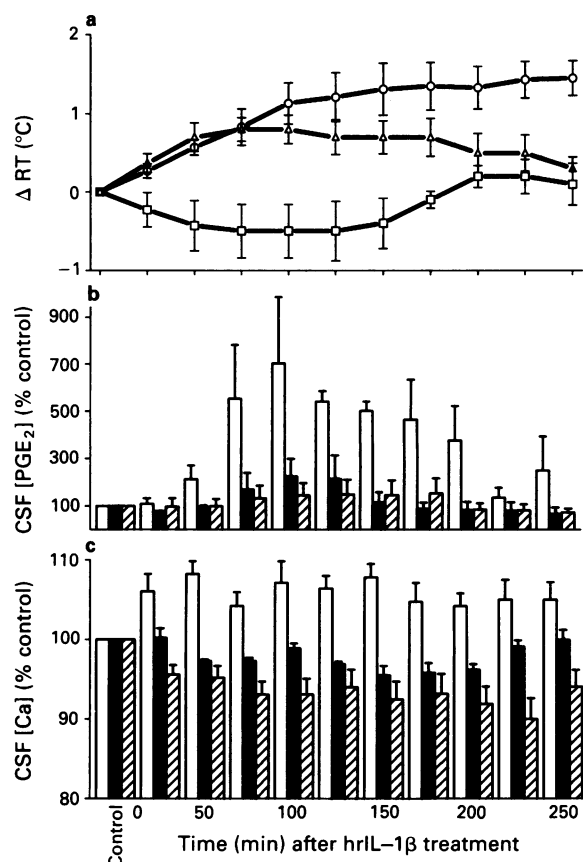 a
2
1
0
−1
Δ RT (°C)
b
900
700
500
300
100
CSF [PGE₂] (% control)
c
110
100
90
80
CSF [Ca] (% control)
Control
0
50
100
150
200
250
Time (min) after hrIL–1β treatment